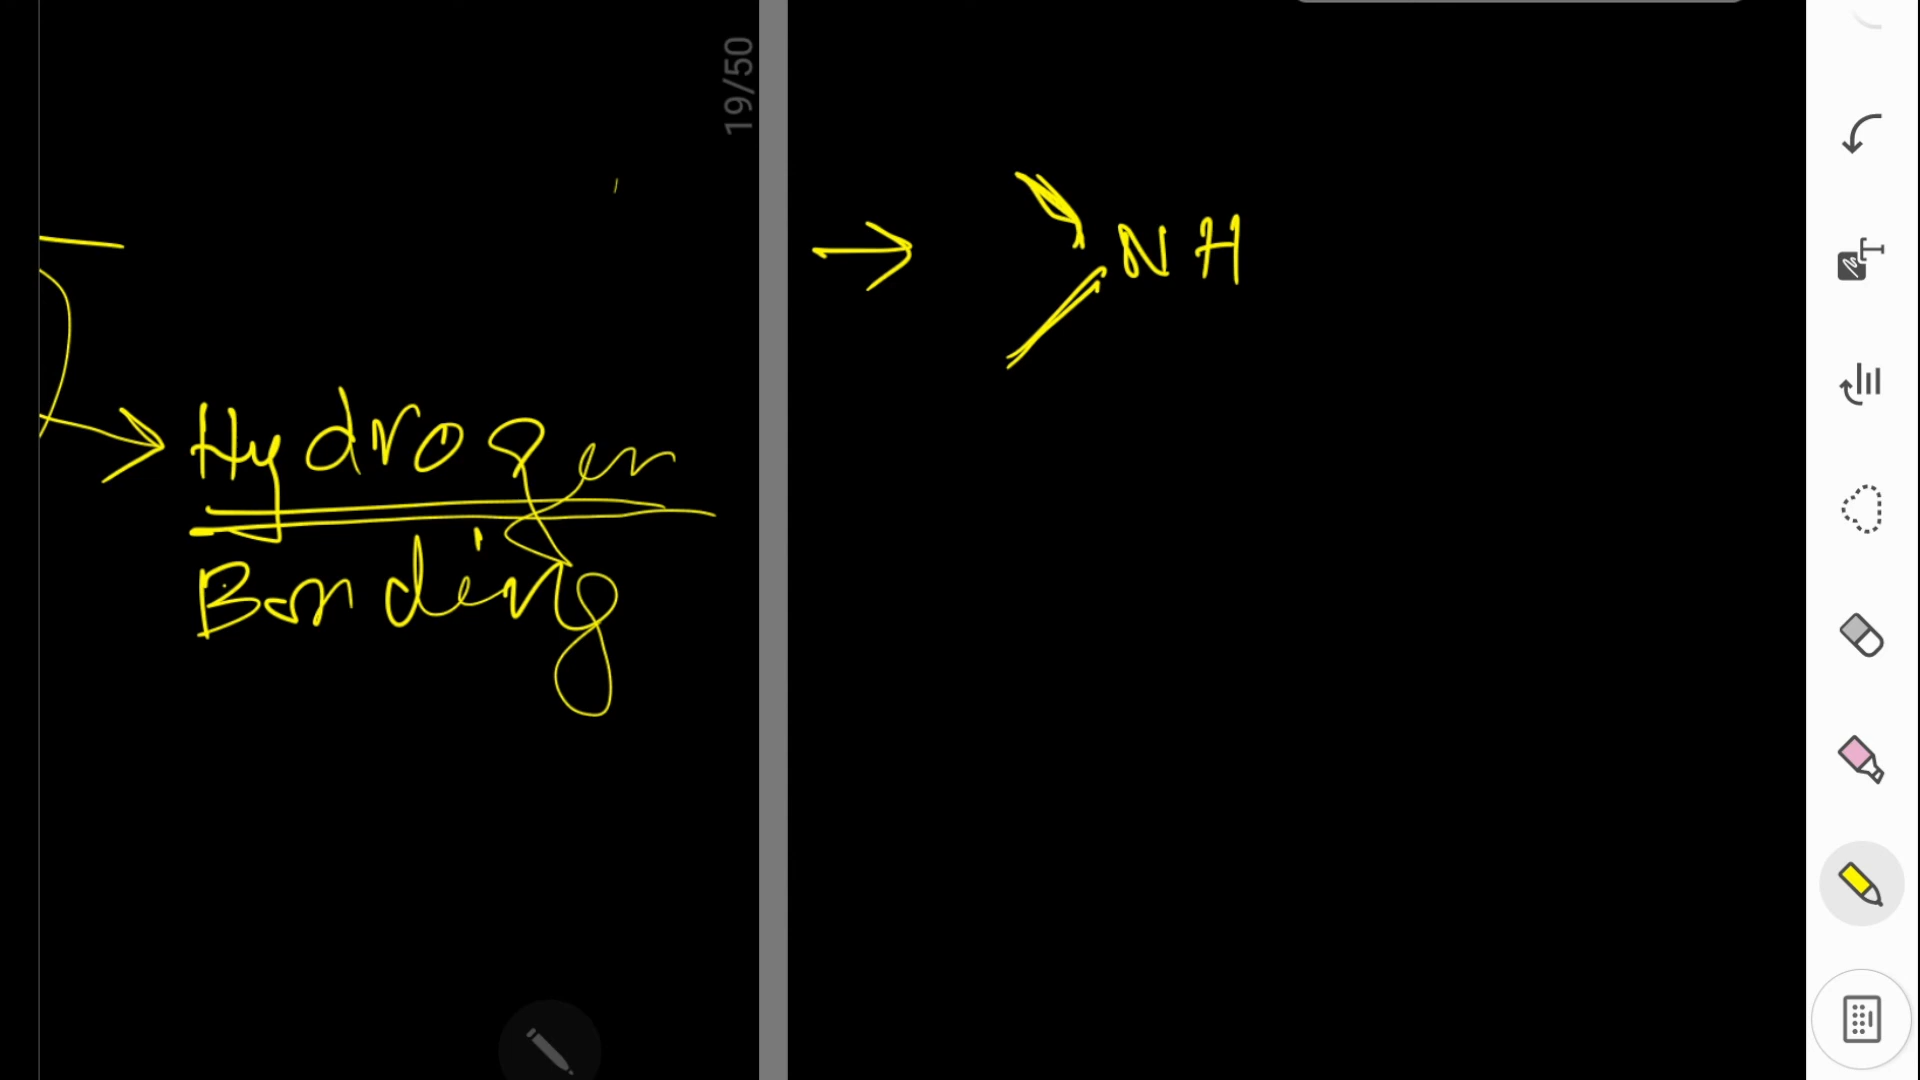 19/50
→ Hydrogen
Bonding
→ NH